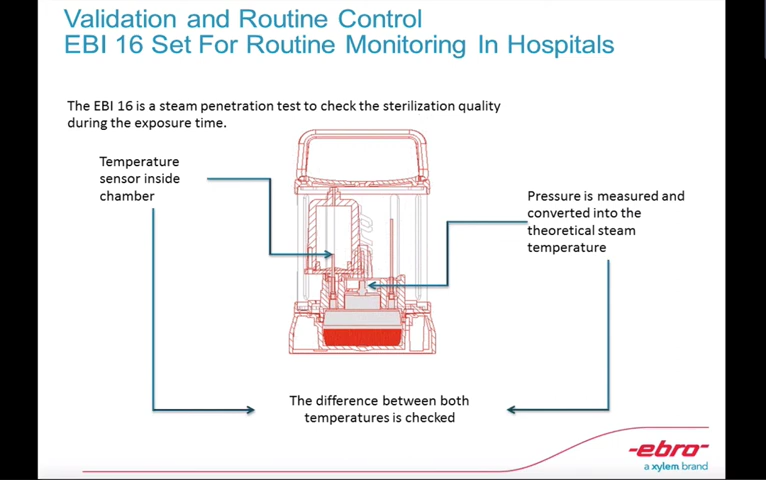 Validation and Routine Control
EBI 16 Set For Routine Monitoring In Hospitals
The EBI 16 is a steam penetration test to check the sterilization quality
during the exposure time.
Temperature
sensor inside
chamber
Pressure is measured and
converted into the
theoretical steam
temperature
The difference between both
temperatures is checked
ebro
a xylem brand